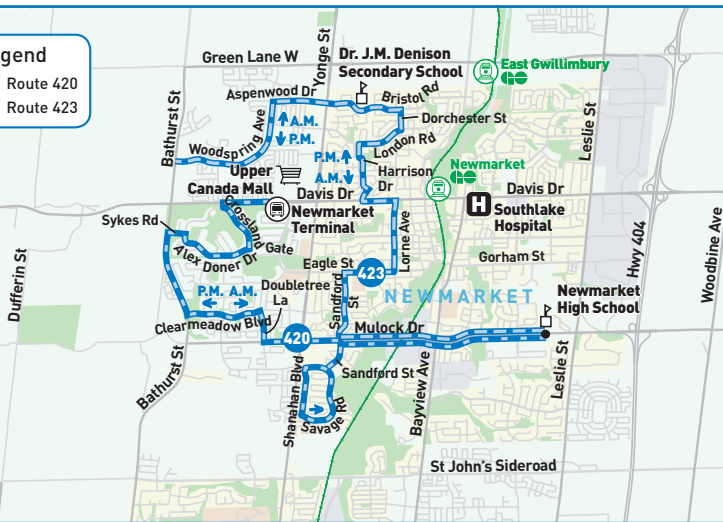 gend
Route 420
Route 423
Green Lane W
Yonge St
Dr. J.M. Denison
Secondary School
East Gwillimbury
Aspenwood Dr
Bristol Rd
Dorchester St
Bathurst St
Woodspring Ave
A.M.
P.M.
London Rd
P.M.
A.M.
Harrison
Dr
Leslie St
Newmarket
Upper
Canada Mall
Davis Dr
Davis Dr
Newmarket
Terminal
H
Southlake
Hospital
Sykes Rd
Crossland
Gate
Alex Doner Dr
Lorne Ave
Eagle St
423
Gorham St
Hwy 404
Woodbine Ave
Dufferin St
P.M. A.M.
Doubletree
La
Sandford
St
NEWMARKET
Newmarket
High School
Clearmeadow Blvd
420
Mulock Dr
Sandford St
Bathurst St
Shanahan Blvd
Savage Rd
Bayview Ave
Leslie St
St John's Sideroad